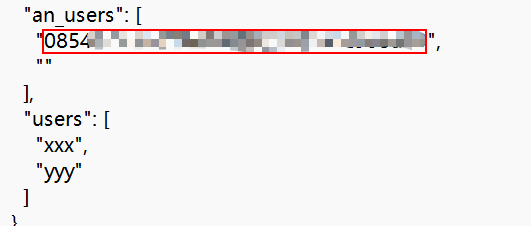 "an_users": [
"0854
",
""
],
"users": [
"xxx",
"yyy"
]
}